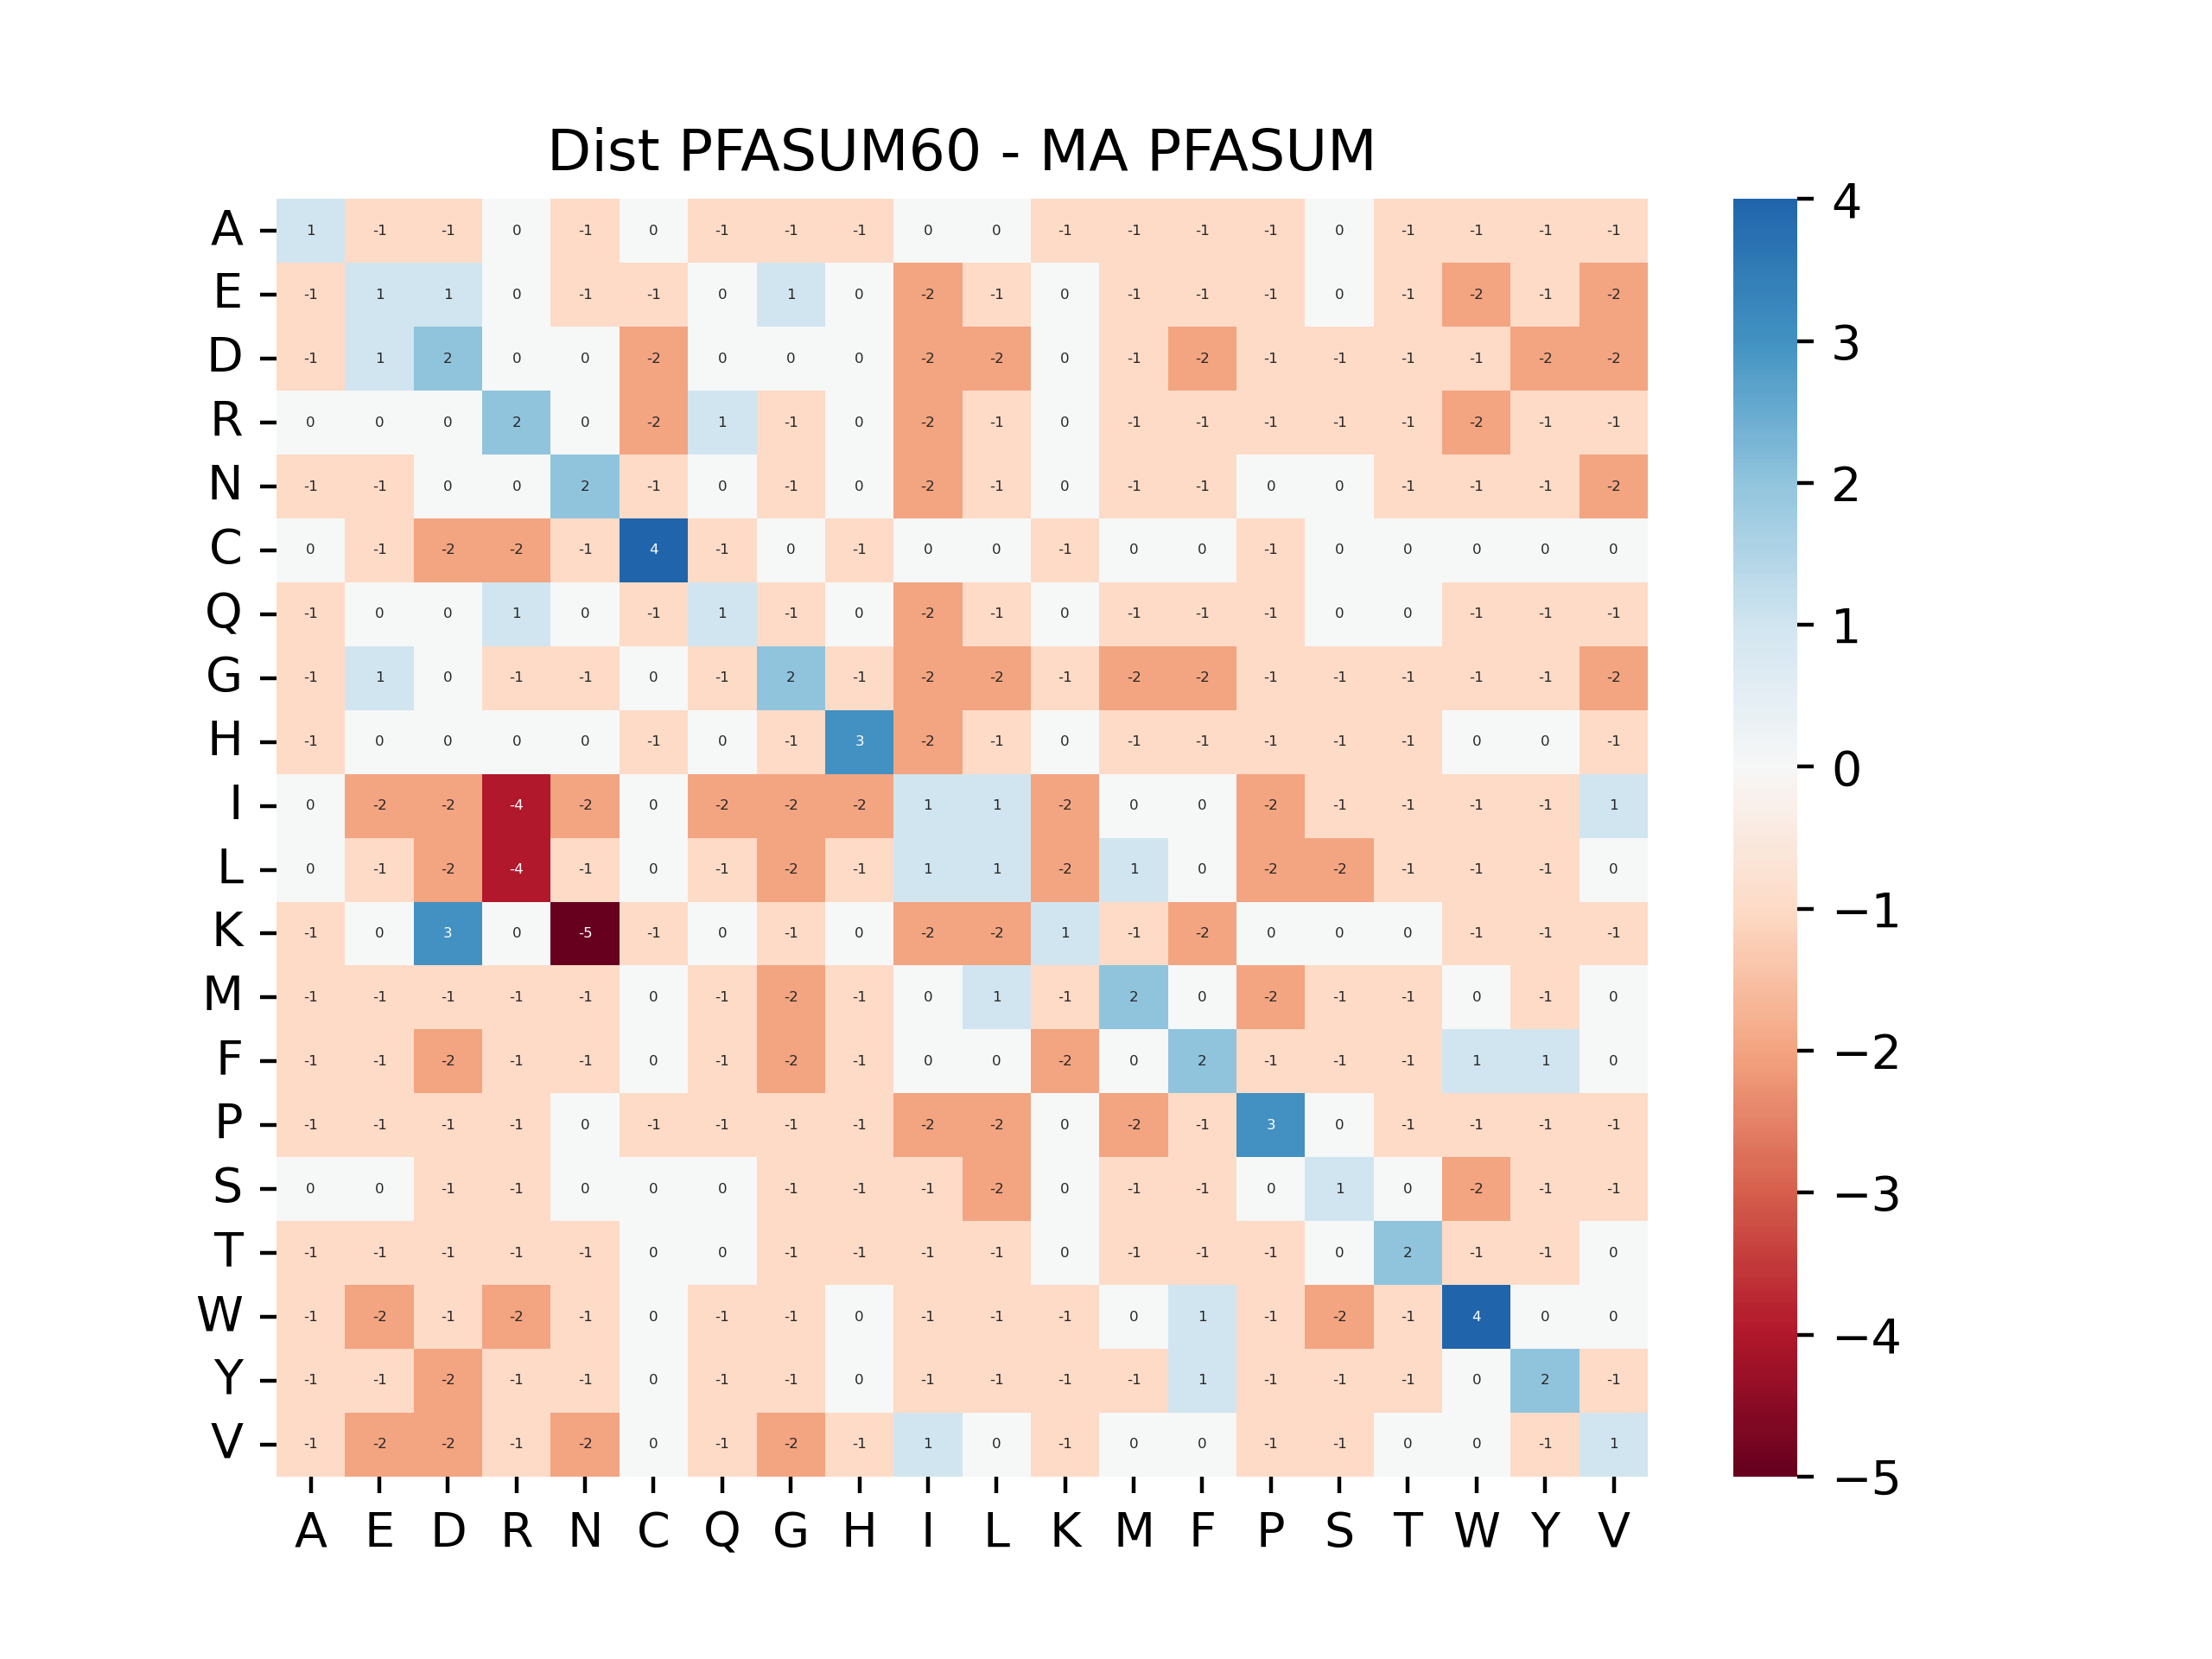 Dist PFASUM60 - MA PFASUM
A 1 -1 -1 0 -1 0 -1 -1 -1 0 0 -1 -1 -1 -1 0 -1 -1 -1 -1
E -1 1 1 0 -1 -1 0 1 0 -2 -1 0 -1 -1 -1 0 -1 -2 -1 -2
D -1 1 2 0 0 -2 0 0 0 -2 -2 0 -1 -2 -1 -1 -1 -1 -2 -2
R 0 0 0 2 0 -2 1 -1 0 -2 -1 0 -1 -1 -1 -1 -1 -2 -1 -1
N -1 -1 0 0 2 -1 0 -1 0 -2 -1 0 -1 -1 0 0 -1 -1 -1 -2
C 0 -1 -2 -2 -1 4 -1 0 -1 0 0 -1 0 0 -1 0 0 0 0 0
Q -1 0 0 1 0 -1 1 -1 0 -2 -1 0 -1 -1 -1 0 0 -1 -1 -1
G -1 1 0 -1 -1 0 -1 2 -1 -2 -2 -1 -2 -2 -1 -1 -1 -1 -1 -2
H -1 0 0 0 0 -1 0 -1 3 -2 -1 0 -1 -1 -1 -1 -1 0 0 -1
I 0 -2 -2 -4 -2 0 -2 -2 -2 1 1 -2 0 0 -2 -1 -1 -1 -1 1
L 0 -1 -2 -4 -1 0 -1 -2 -1 1 1 -2 1 0 -2 -2 -1 -1 -1 0
K -1 0 3 0 -5 -1 0 -1 0 -2 -2 1 -1 -2 0 0 0 -1 -1 -1
M -1 -1 -1 -1 -1 0 -1 -2 -1 0 1 -1 2 0 -2 -1 -1 0 -1 0
F -1 -1 -2 -1 -1 0 -1 -2 -1 0 0 -2 0 2 -1 -1 -1 1 1 0
P -1 -1 -1 -1 0 -1 -1 -1 -1 -2 -2 0 -2 -1 3 0 -1 -1 -1 -1
S 0 0 -1 -1 0 0 0 -1 -1 -1 -2 0 -1 -1 0 1 0 -2 -1 -1
T -1 -1 -1 -1 -1 0 0 -1 -1 -1 -1 0 -1 -1 -1 0 2 -1 -1 0
W -1 -2 -1 -2 -1 0 -1 -1 0 -1 -1 -1 0 1 -1 -2 -1 4 0 0
Y -1 -1 -2 -1 -1 0 -1 -1 0 -1 -1 -1 -1 1 -1 -1 -1 0 2 -1
V -1 -2 -2 -1 -2 0 -1 -2 -1 1 0 -1 0 0 -1 -1 0 0 -1 1
A E D R N C Q G H I L K M F P S T W Y V
4
3
2
1
0
−1
−2
−3
−4
−5